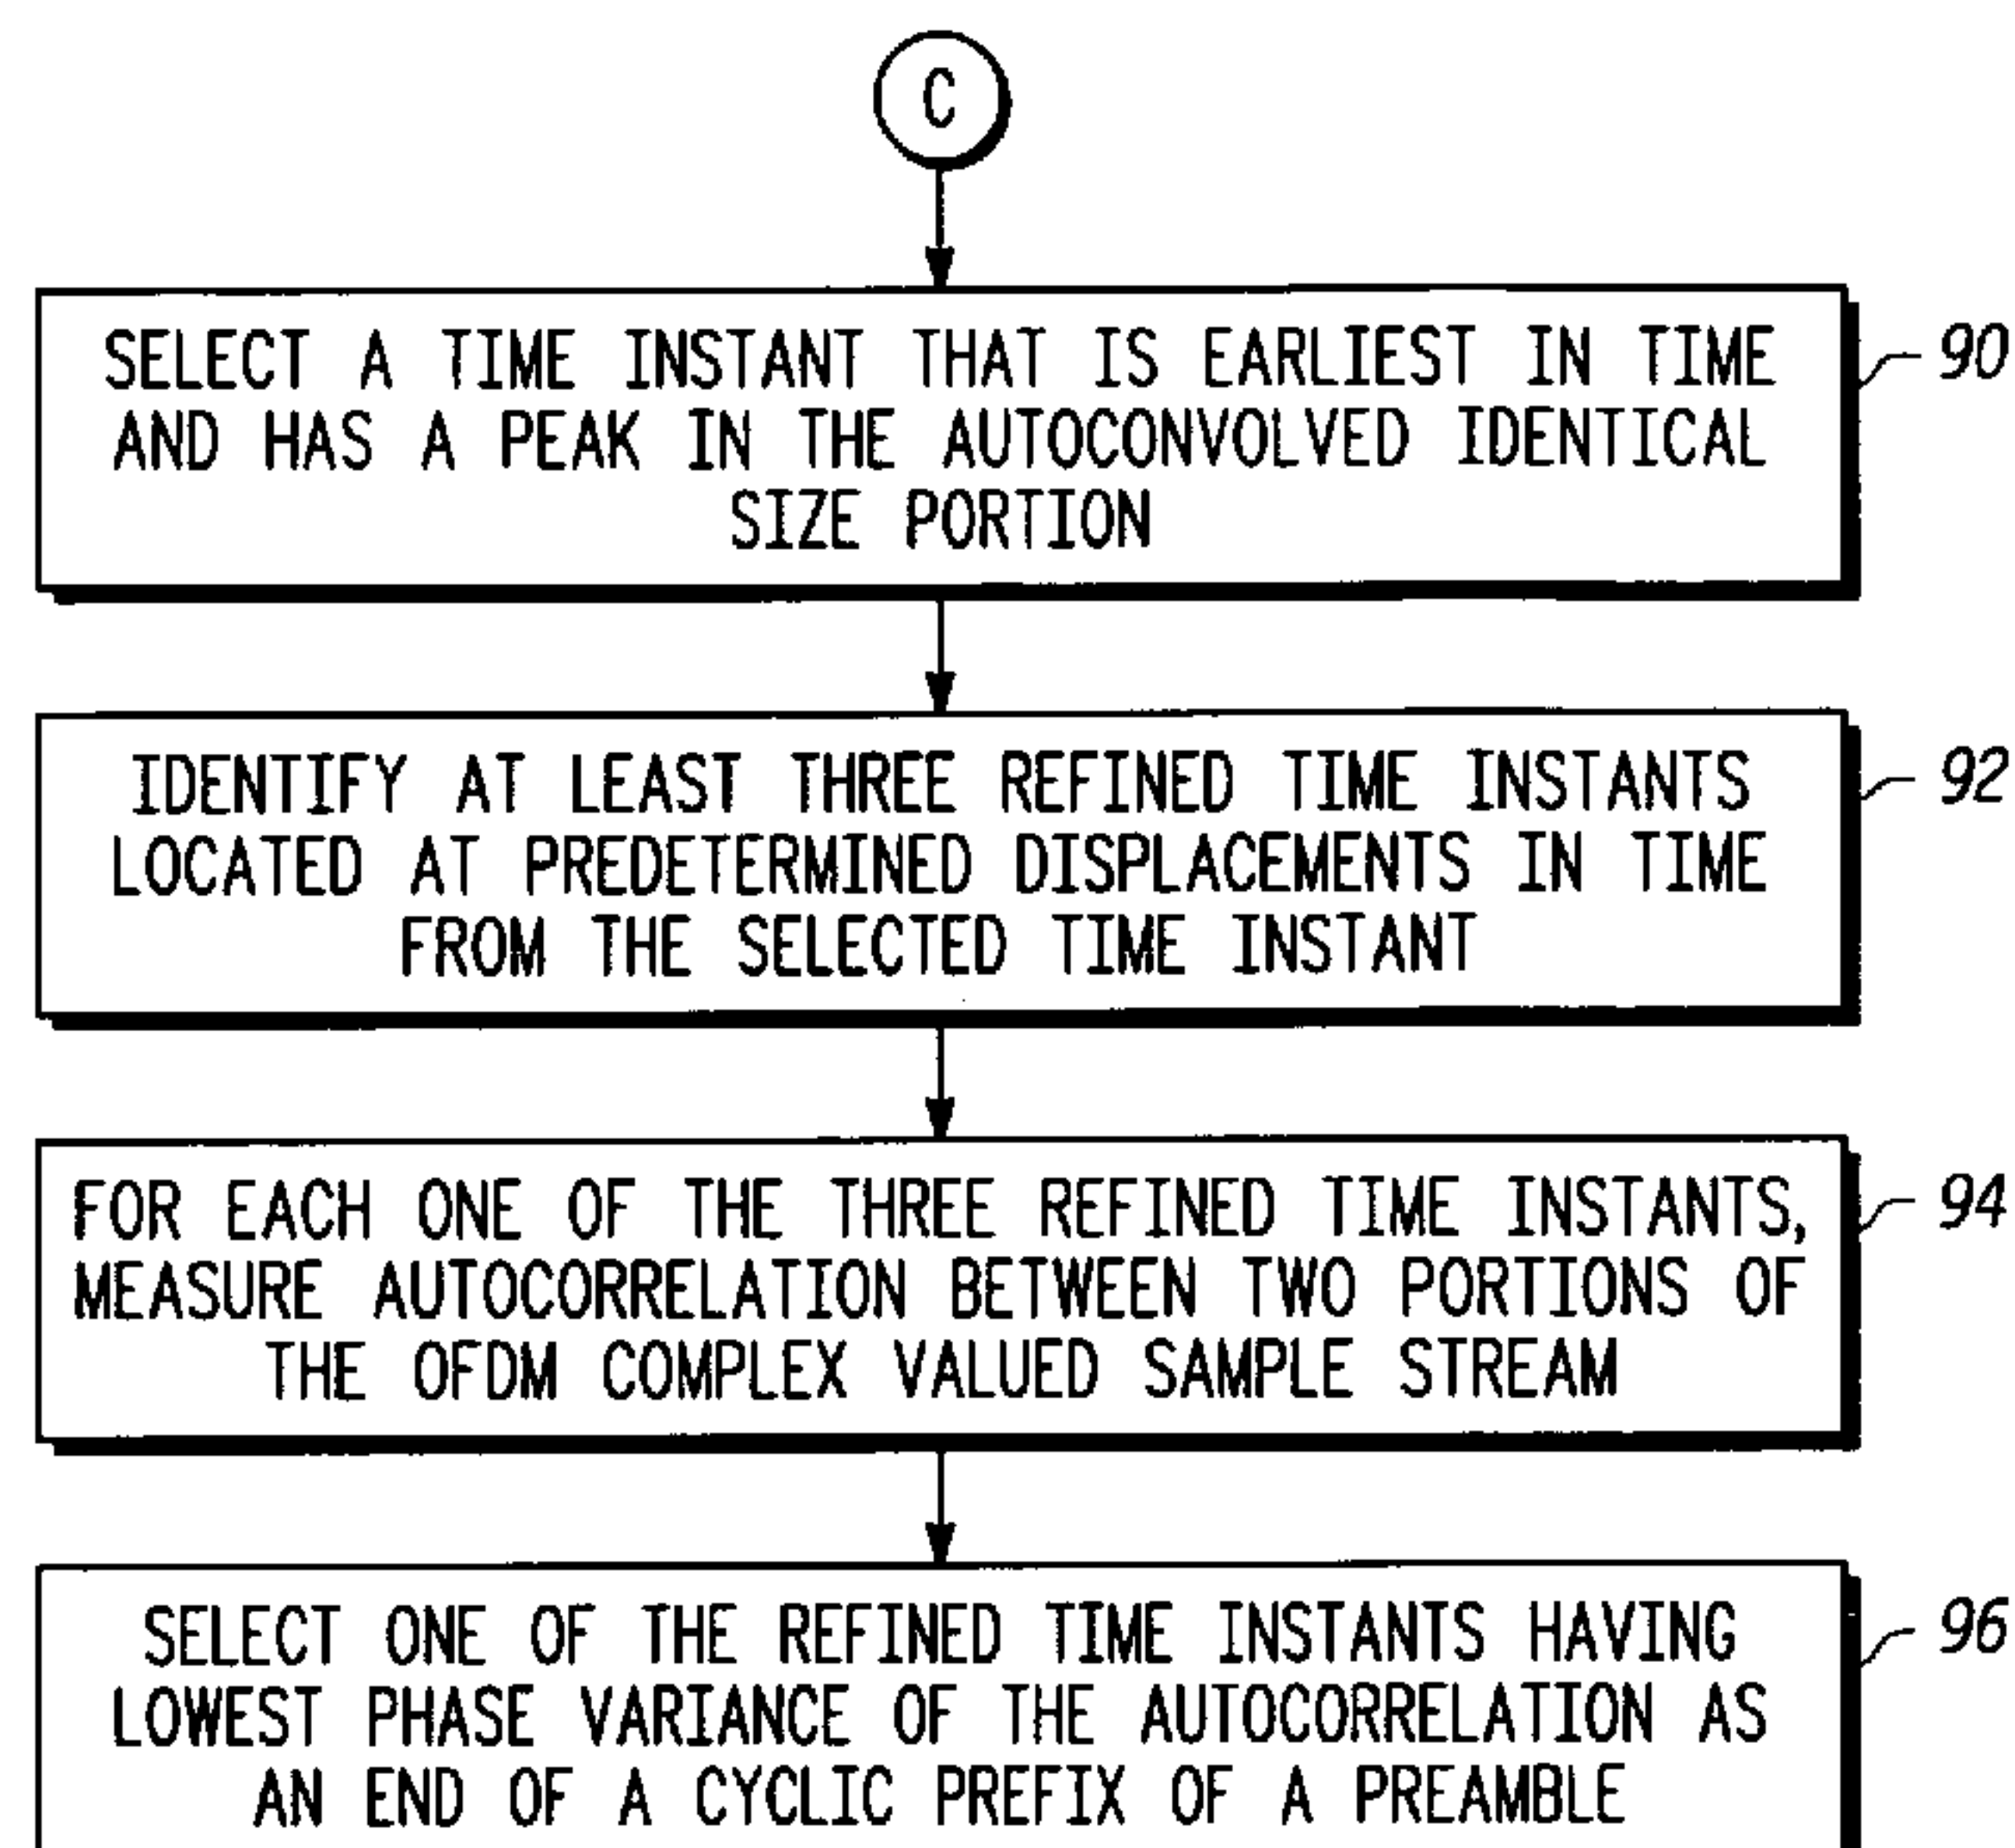 C
SELECT A TIME INSTANT THAT IS EARLIEST IN TIME
AND HAS A PEAK IN THE AUTOCONVOLVED IDENTICAL
SIZE PORTION
90
IDENTIFY AT LEAST THREE REFINED TIME INSTANTS
LOCATED AT PREDETERMINED DISPLACEMENTS IN TIME
FROM THE SELECTED TIME INSTANT
92
FOR EACH ONE OF THE THREE REFINED TIME INSTANTS,
MEASURE AUTOCORRELATION BETWEEN TWO PORTIONS OF
THE OFDM COMPLEX VALUED SAMPLE STREAM
94
SELECT ONE OF THE REFINED TIME INSTANTS HAVING
LOWEST PHASE VARIANCE OF THE AUTOCORRELATION AS
AN END OF A CYCLIC PREFIX OF A PREAMBLE
96